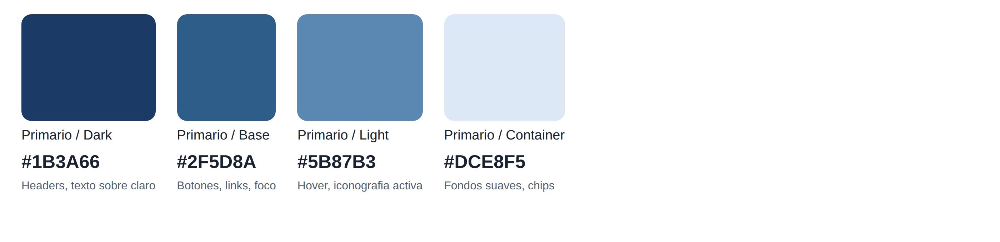 Primario / Dark
#1B3A66
Headers, texto sobre claro
Primario / Base
#2F5D8A
Botones, links, foco
Primario / Light
#5B87B3
Hover, iconografia activa
Primario / Container
#DCE8F5
Fondos suaves, chips